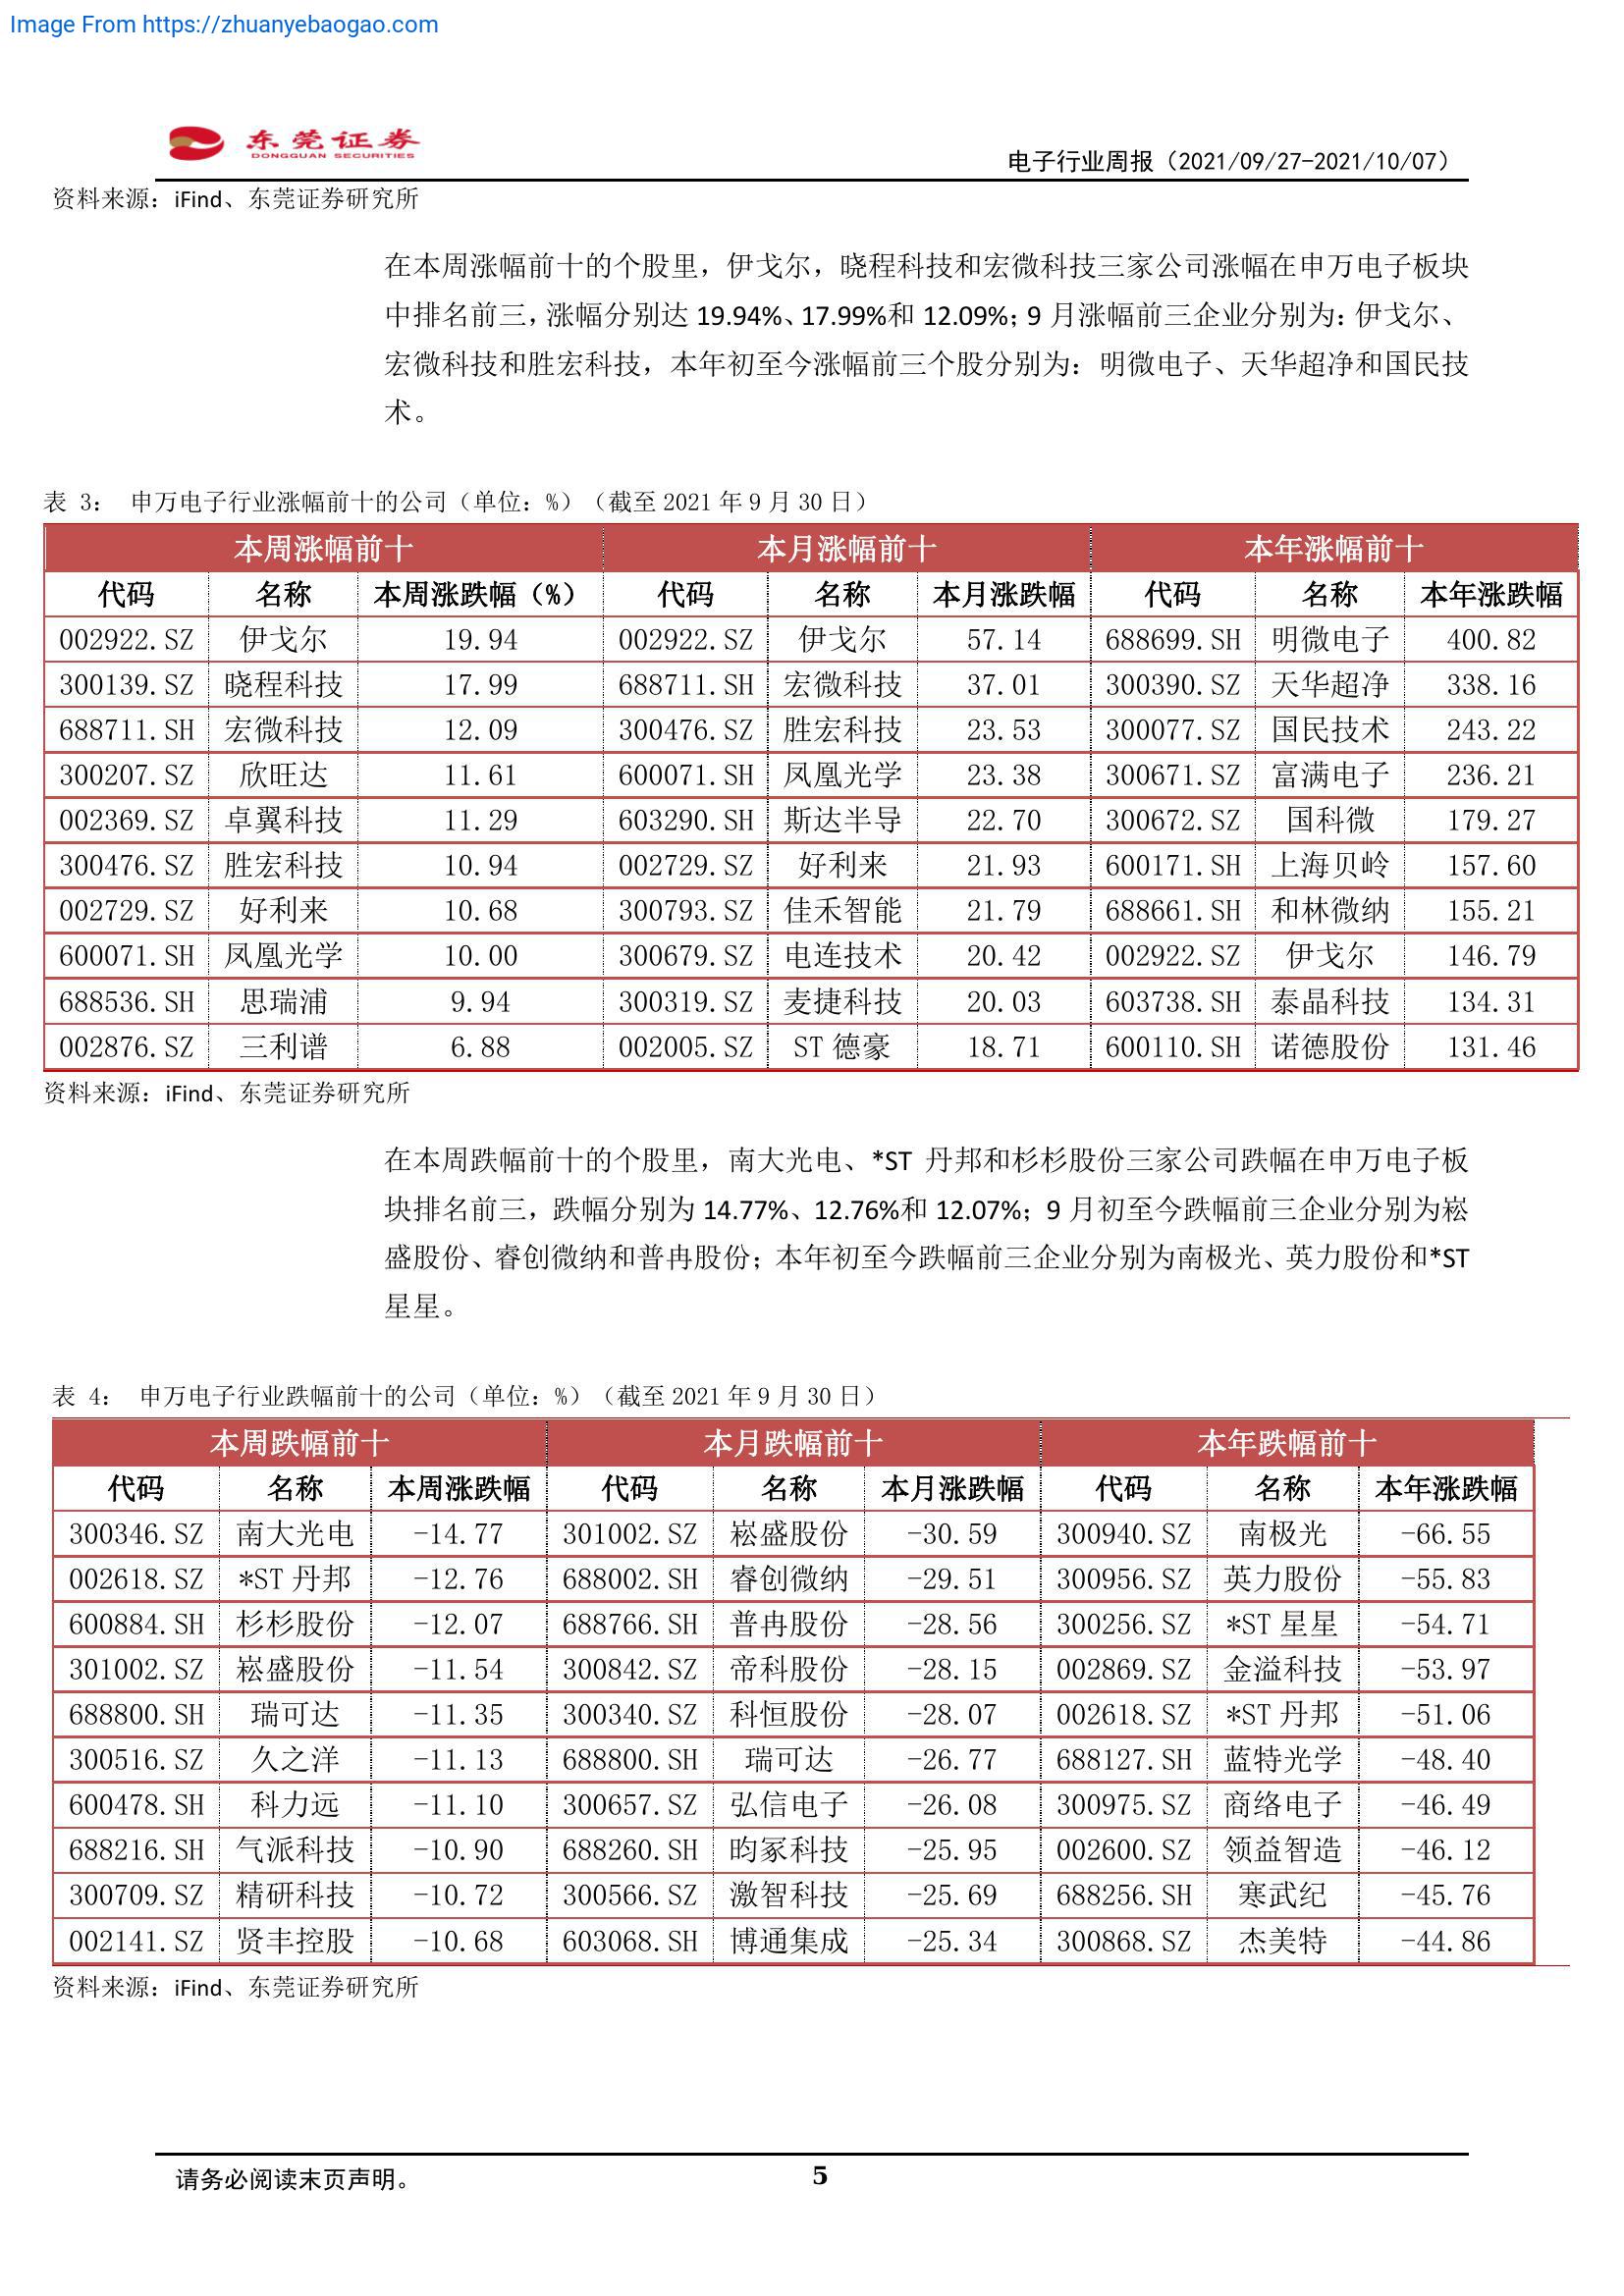 Image From https://zhuanyebaogao.com
东莞证券
DONGGUAN SECURITIES
电子行业周报（2021/09/27-2021/10/07）
资料来源：iFind、东莞证券研究所
在本周涨幅前十的个股里，伊戈尔，晓程科技和宏微科技三家公司涨幅在申万电子板块
中排名前三，涨幅分别达 19.94%、17.99%和 12.09%；9 月涨幅前三企业分别为：伊戈尔、
宏微科技和胜宏科技，本年初至今涨幅前三个股分别为：明微电子、天华超净和国民技
术。
表 3： 申万电子行业涨幅前十的公司（单位：%）（截至 2021 年 9 月 30 日）
本周涨幅前十 本月涨幅前十 本年涨幅前十
代码 名称 本周涨跌幅（%） 代码 名称 本月涨跌幅 代码 名称 本年涨跌幅
002922.SZ 伊戈尔 19.94 002922.SZ 伊戈尔 57.14 688699.SH 明微电子 400.82
300139.SZ 晓程科技 17.99 688711.SH 宏微科技 37.01 300390.SZ 天华超净 338.16
688711.SH 宏微科技 12.09 300476.SZ 胜宏科技 23.53 300077.SZ 国民技术 243.22
300207.SZ 欣旺达 11.61 600071.SH 凤凰光学 23.38 300671.SZ 富满电子 236.21
002369.SZ 卓翼科技 11.29 603290.SH 斯达半导 22.70 300672.SZ 国科微 179.27
300476.SZ 胜宏科技 10.94 002729.SZ 好利来 21.93 600171.SH 上海贝岭 157.60
002729.SZ 好利来 10.68 300793.SZ 佳禾智能 21.79 688661.SH 和林微纳 155.21
600071.SH 凤凰光学 10.00 300679.SZ 电连技术 20.42 002922.SZ 伊戈尔 146.79
688536.SH 思瑞浦 9.94 300319.SZ 麦捷科技 20.03 603738.SH 泰晶科技 134.31
002876.SZ 三利谱 6.88 002005.SZ ST 德豪 18.71 600110.SH 诺德股份 131.46
资料来源：iFind、东莞证券研究所
在本周跌幅前十的个股里，南大光电、*ST 丹邦和杉杉股份三家公司跌幅在申万电子板
块排名前三，跌幅分别为 14.77%、12.76%和 12.07%；9 月初至今跌幅前三企业分别为崧
盛股份、睿创微纳和普冉股份；本年初至今跌幅前三企业分别为南极光、英力股份和*ST
星星。
表 4： 申万电子行业跌幅前十的公司（单位：%）（截至 2021 年 9 月 30 日）
本周跌幅前十 本月跌幅前十 本年跌幅前十
代码 名称 本周涨跌幅 代码 名称 本月涨跌幅 代码 名称 本年涨跌幅
300346.SZ 南大光电 -14.77 301002.SZ 崧盛股份 -30.59 300940.SZ 南极光 -66.55
002618.SZ *ST 丹邦 -12.76 688002.SH 睿创微纳 -29.51 300956.SZ 英力股份 -55.83
600884.SH 杉杉股份 -12.07 688766.SH 普冉股份 -28.56 300256.SZ *ST 星星 -54.71
301002.SZ 崧盛股份 -11.54 300842.SZ 帝科股份 -28.15 002869.SZ 金溢科技 -53.97
688800.SH 瑞可达 -11.35 300340.SZ 科恒股份 -28.07 002618.SZ *ST 丹邦 -51.06
300516.SZ 久之洋 -11.13 688800.SH 瑞可达 -26.77 688127.SH 蓝特光学 -48.40
600478.SH 科力远 -11.10 300657.SZ 弘信电子 -26.08 300975.SZ 商络电子 -46.49
688216.SH 气派科技 -10.90 688260.SH 昀冢科技 -25.95 002600.SZ 领益智造 -46.12
300709.SZ 精研科技 -10.72 300566.SZ 激智科技 -25.69 688256.SH 寒武纪 -45.76
002141.SZ 贤丰控股 -10.68 603068.SH 博通集成 -25.34 300868.SZ 杰美特 -44.86
资料来源：iFind、东莞证券研究所
请务必阅读末页声明。
5